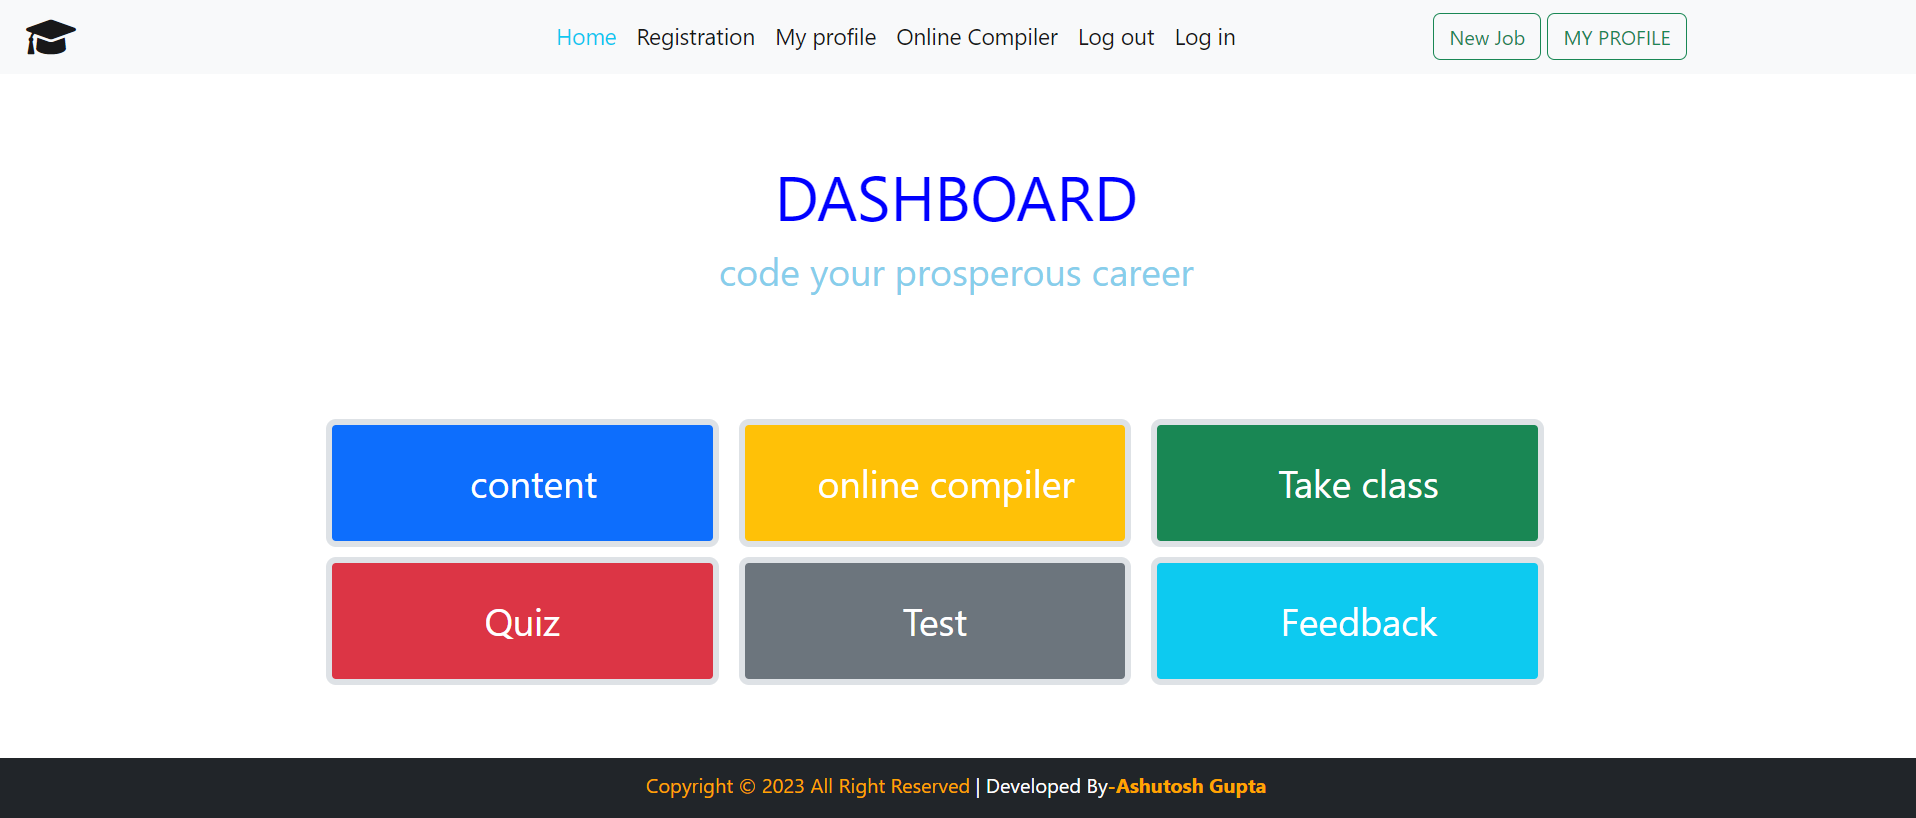 Home Registration My profile Online Compiler Log out Log in New Job MY PROFILE
DASHBOARD
code your prosperous career
content online compiler Take class
Quiz Test Feedback
Copyright © 2023 All Right Reserved | Developed By-Ashutosh Gupta